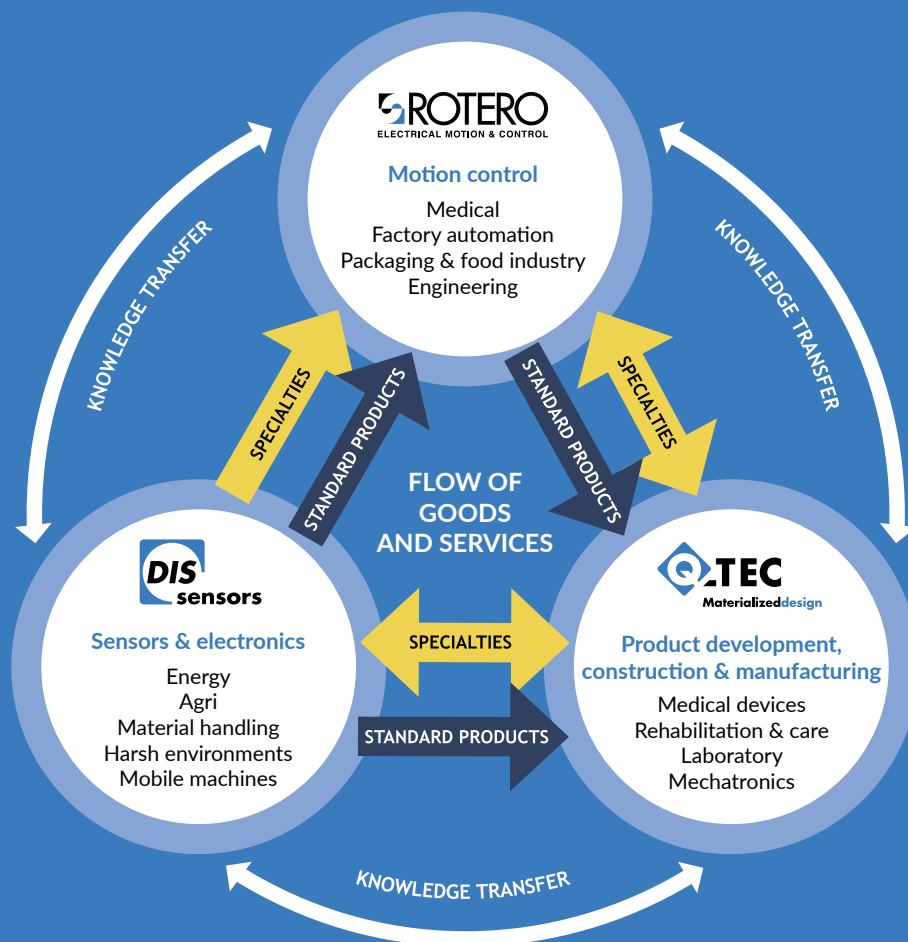 ROTERO
ELECTRICAL MOTION & CONTROL
Motion control
Medical
Factory automation
Packaging & food industry
Engineering
KNOWLEDGE TRANSFER
KNOWLEDGE TRANSFER
SPECIALTIES
STANDARD PRODUCTS
STANDARD PRODUCTS
SPECIALTIES
FLOW OF
GOODS
AND SERVICES
DIS
sensors
Sensors & electronics
Energy
Agri
Material handling
Harsh environments
Mobile machines
SPECIALTIES
STANDARD PRODUCTS
Q-TEC
Materializeddesign
Product development,
construction & manufacturing
Medical devices
Rehabilitation & care
Laboratory
Mechatronics
KNOWLEDGE TRANSFER